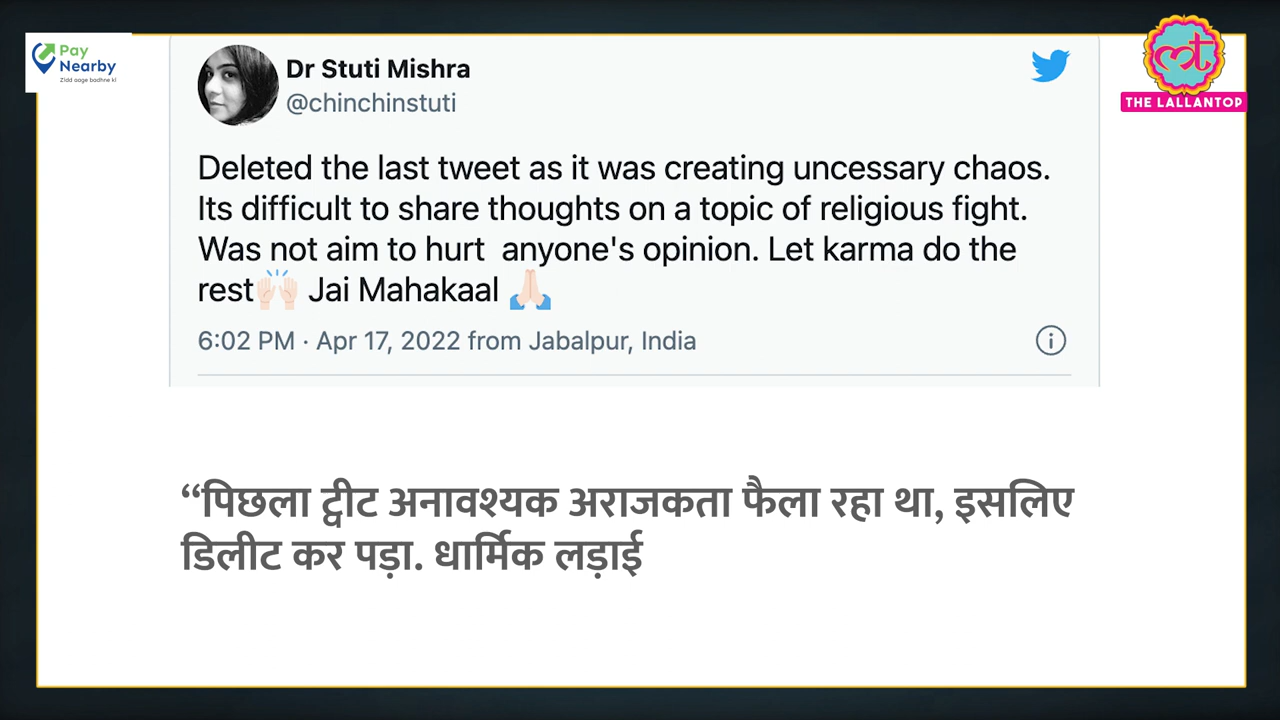 Pay
Nearby
Zidd aage badhne ki
THE LALLANTOP
Dr Stuti Mishra
@chinchinstuti
Deleted the last tweet as it was creating uncessary chaos.
Its difficult to share thoughts on a topic of religious fight.
Was not aim to hurt anyone's opinion. Let karma do the
rest🙌🏻 Jai Mahakaal 🙏🏻
6:02 PM · Apr 17, 2022 from Jabalpur, India
“पिछला ट्वीट अनावश्यक अराजकता फैला रहा था, इसलिए
डिलीट कर पड़ा. धार्मिक लड़ाई